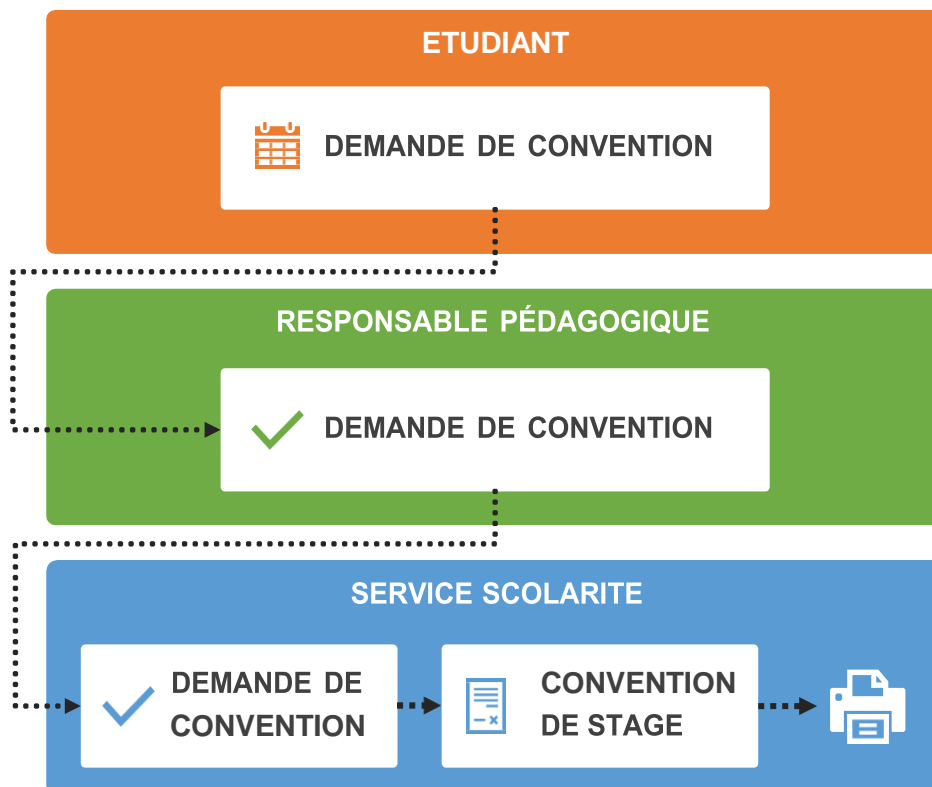 ETUDIANT
DEMANDE DE CONVENTION
RESPONSABLE PÉDAGOGIQUE
DEMANDE DE CONVENTION
SERVICE SCOLARITE
DEMANDE DE
CONVENTION
CONVENTION
DE STAGE